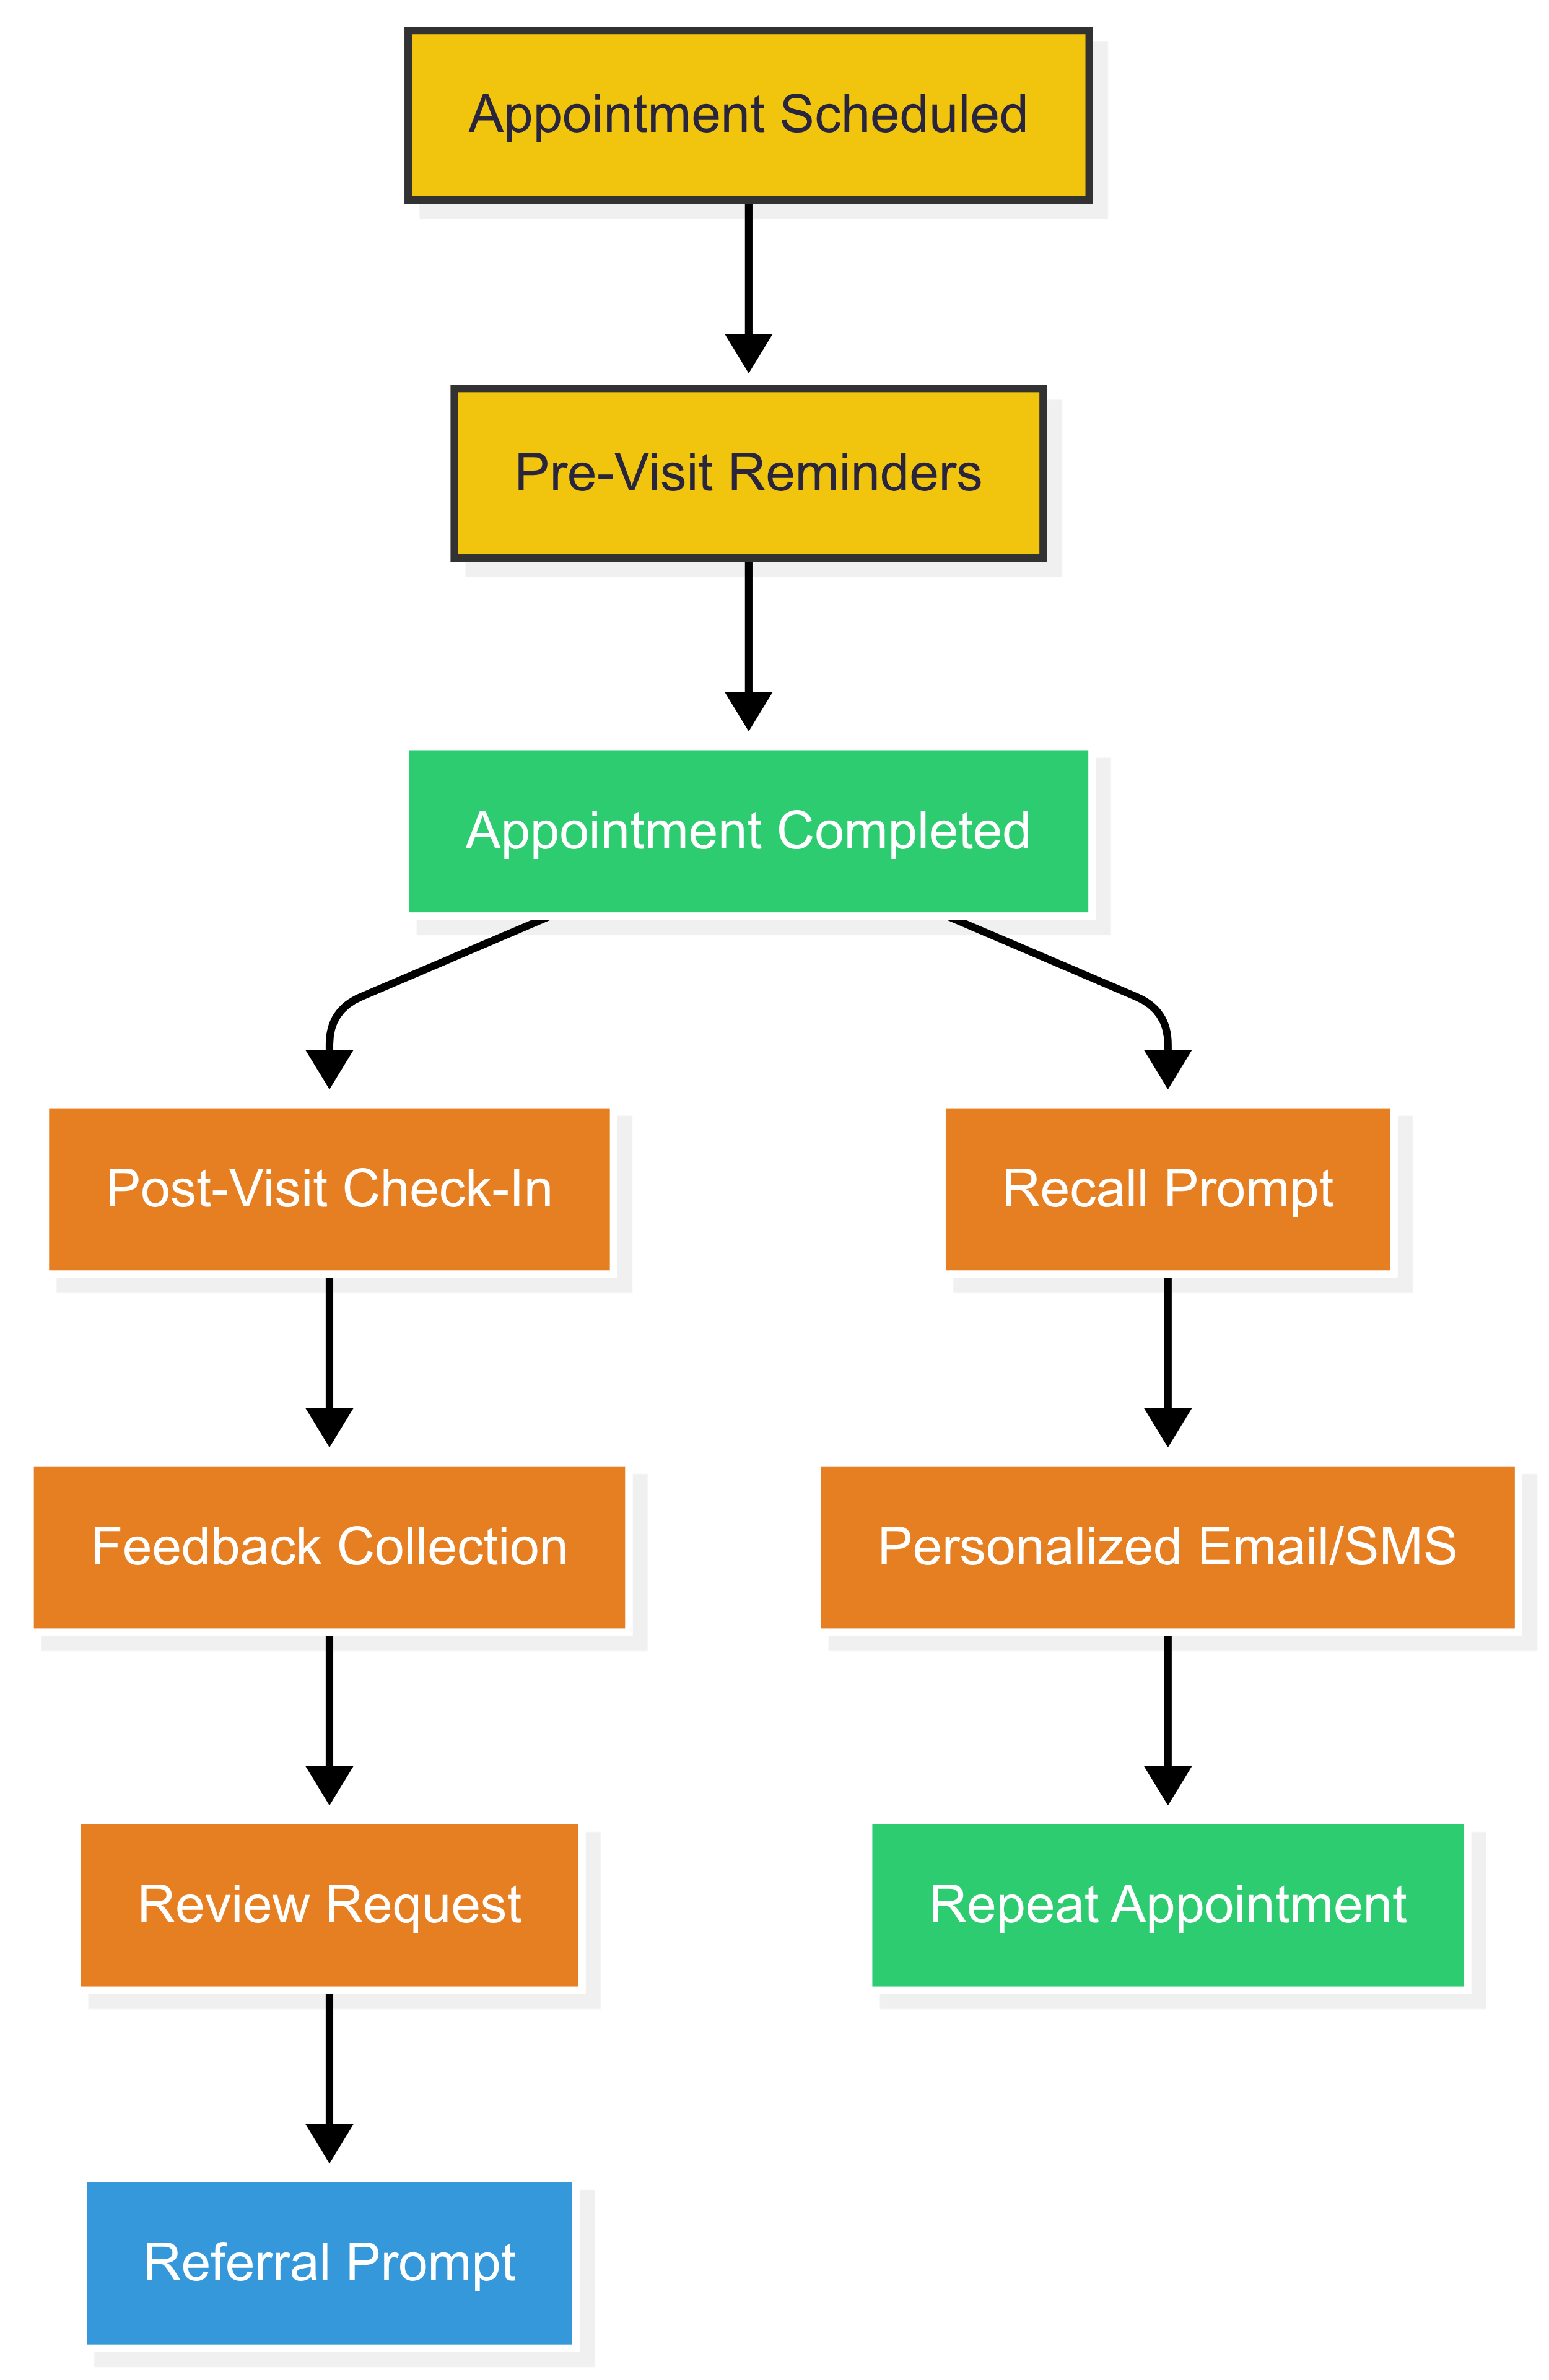 Appointment Scheduled
Pre-Visit Reminders
Appointment Completed
Post-Visit Check-In
Recall Prompt
Feedback Collection
Personalized Email/SMS
Review Request
Repeat Appointment
Referral Prompt